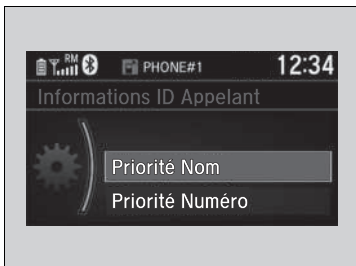 RM PHONE#1 12:34
Informations ID Appelant
Priorité Nom
Priorité Numéro